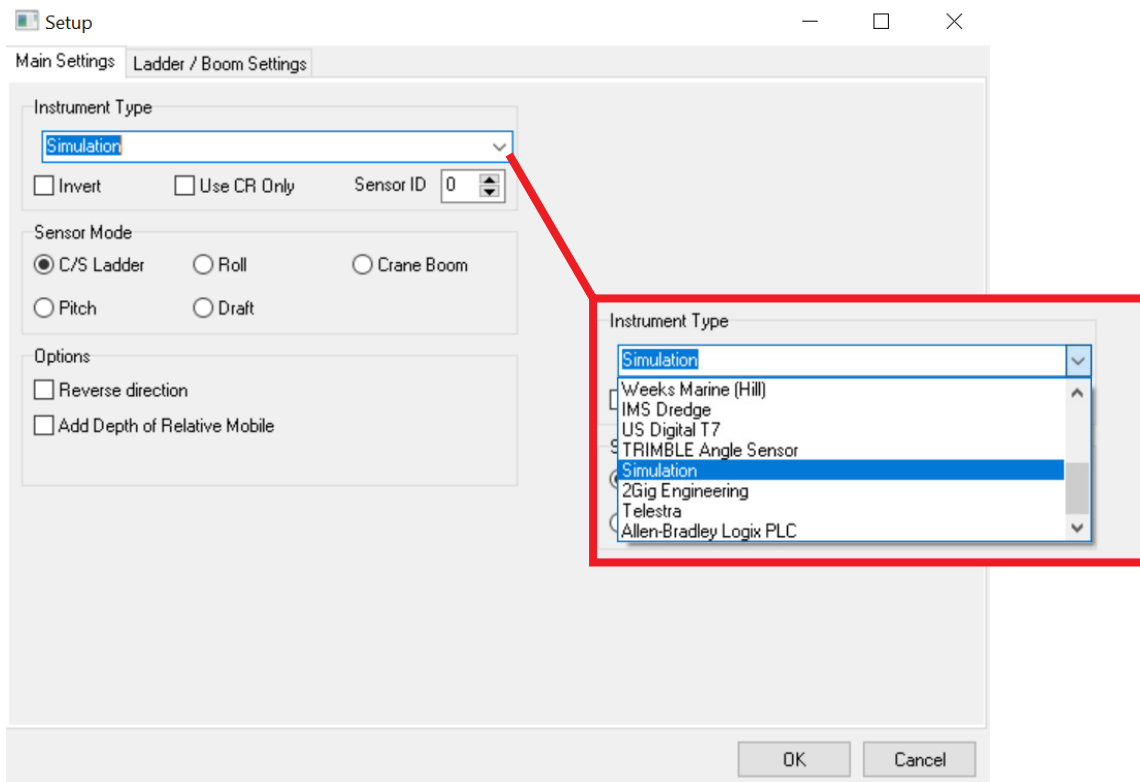 Setup
Main Settings Ladder / Boom Settings
Instrument Type
Simulation
Invert Use CR Only Sensor ID 0
Sensor Mode
C/S Ladder Roll Crane Boom
Pitch Draft
Options
Reverse direction
Add Depth of Relative Mobile
Instrument Type
Simulation
Weeks Marine (Hill)
IMS Dredge
US Digital T7
TRIMBLE Angle Sensor
Simulation
2Gig Engineering
Telestra
Allen-Bradley Logix PLC
OK Cancel